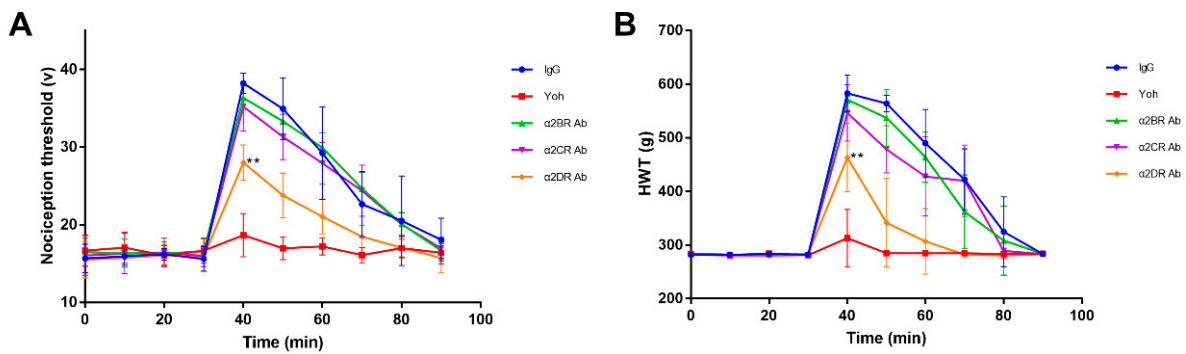 A
Nociception threshold (v)
40
30
20
10
0
20
40
60
80
100
Time (min)
**
IgG
Yoh
α2BR Ab
α2CR Ab
α2DR Ab
B
HWT (g)
700
600
500
400
300
200
0
20
40
60
80
100
Time (min)
**
IgG
Yoh
α2BR Ab
α2CR Ab
α2DR Ab